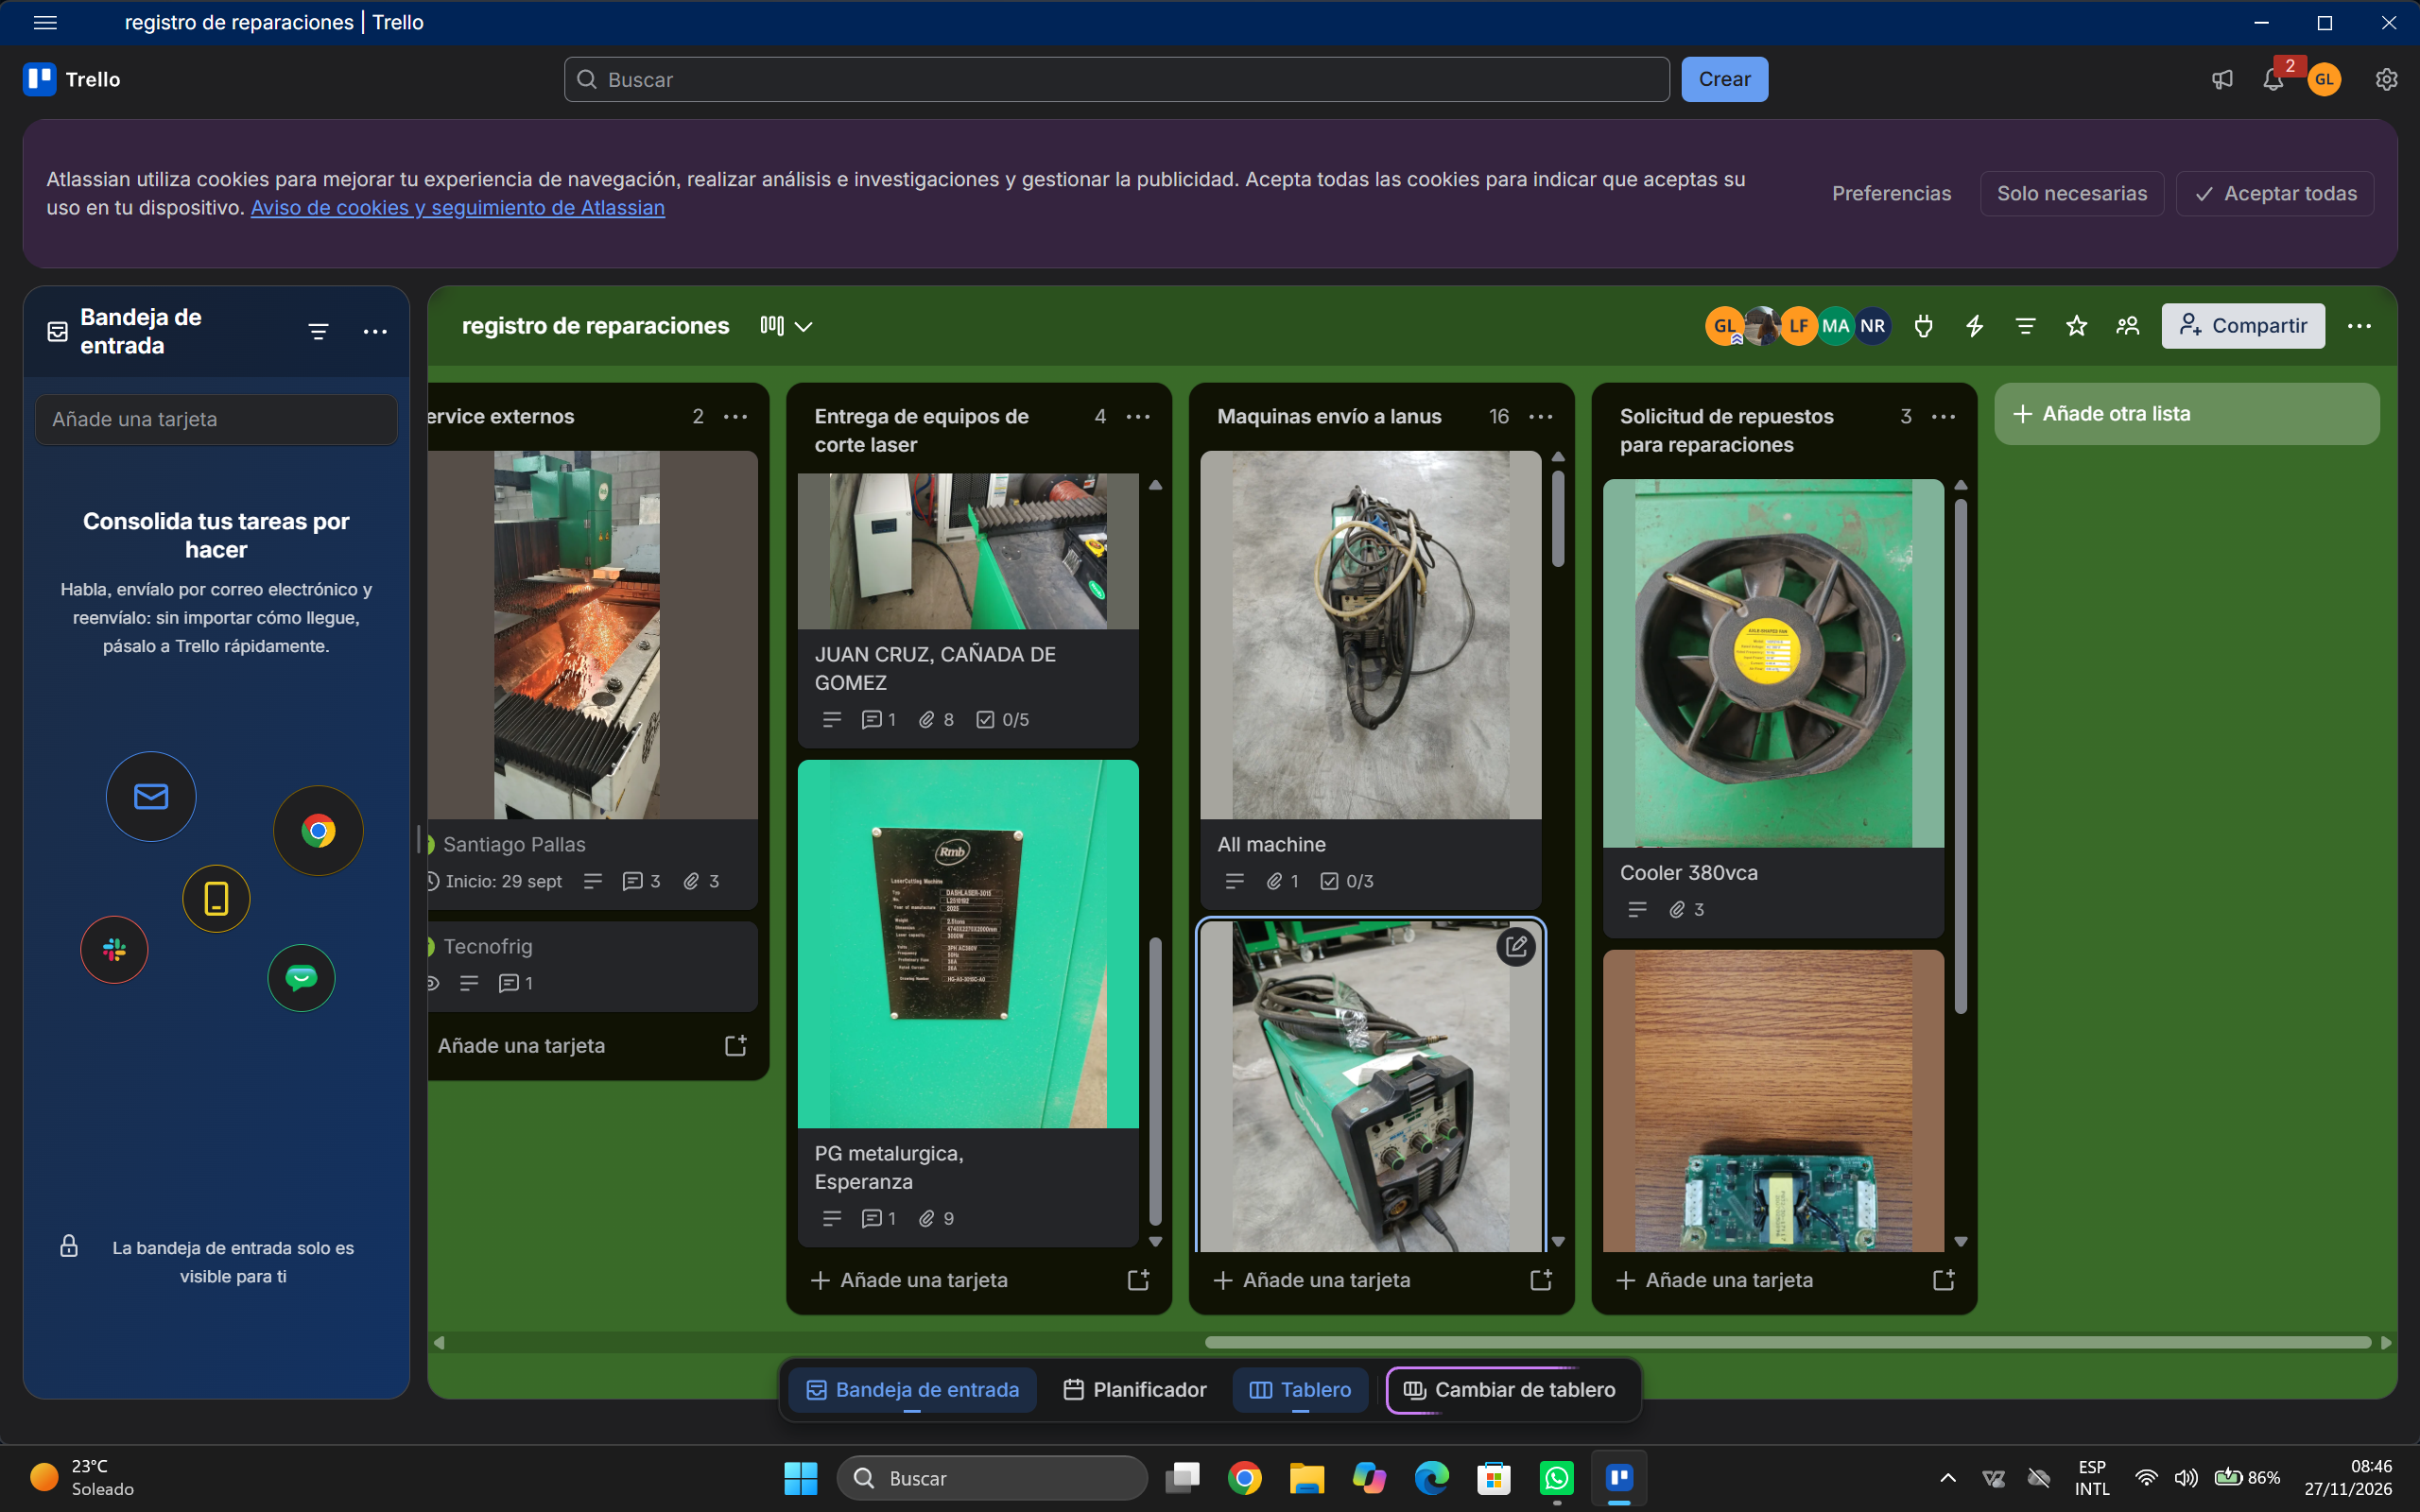 registro de reparaciones | Trello
Trello
Buscar
Crear
2
GL
Atlassian utiliza cookies para mejorar tu experiencia de navegación, realizar análisis e investigaciones y gestionar la publicidad. Acepta todas las cookies para indicar que aceptas su
uso en tu dispositivo. Aviso de cookies y seguimiento de Atlassian
Preferencias
Solo necesarias
Aceptar todas
Bandeja de
entrada
Añade una tarjeta
Consolida tus tareas por
hacer
Habla, envíalo por correo electrónico y
reenvíalo: sin importar cómo llegue,
pásalo a Trello rápidamente.
La bandeja de entrada solo es
visible para ti
registro de reparaciones
GL
LF
MA
NR
Compartir
ervice externos
2
Santiago Pallas
Inicio: 29 sept
3
3
Tecnofrig
1
Añade una tarjeta
Entrega de equipos de
corte laser
4
JUAN CRUZ, CAÑADA DE
GOMEZ
1
8
0/5
Rmb
LaserCutting Machine
DASHLASER-3015
PG metalurgica,
Esperanza
1
9
Añade una tarjeta
Maquinas envío a lanus
16
All machine
1
0/3
Añade una tarjeta
Solicitud de repuestos
para reparaciones
3
Cooler 380vca
3
Añade una tarjeta
Añade otra lista
Bandeja de entrada
Planificador
Tablero
Cambiar de tablero
23°C
Soleado
Buscar
ESP
INTL
86%
08:46
27/11/2026